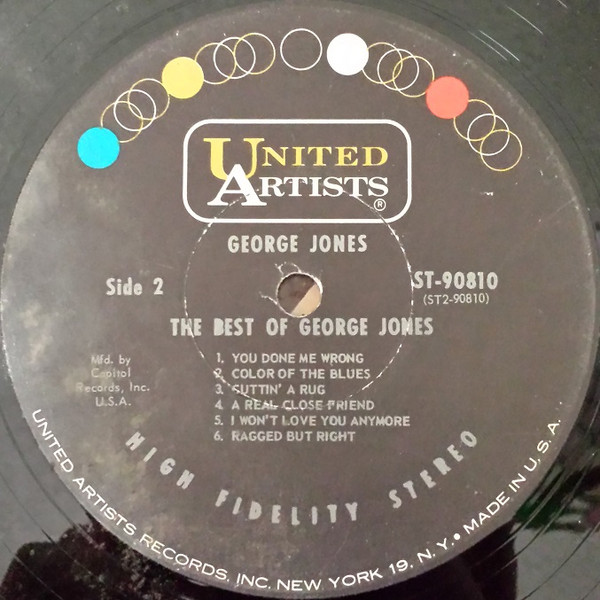 UNITED
ARTISTS®
GEORGE JONES
Side 2
ST-90810
(ST2-90810)
THE BEST OF GEORGE JONES
Mfd. by
Capitol
Records, Inc.
U.S.A.
1. YOU DONE ME WRONG
2. COLOR OF THE BLUES
3. CUTTIN' A RUG
4. A REAL CLOSE FRIEND
5. I WON'T LOVE YOU ANYMORE
6. RAGGED BUT RIGHT
HIGH FIDELITY STEREO
UNITED ARTISTS RECORDS, INC. NEW YORK 19, N.Y. • MADE IN U.S.A.